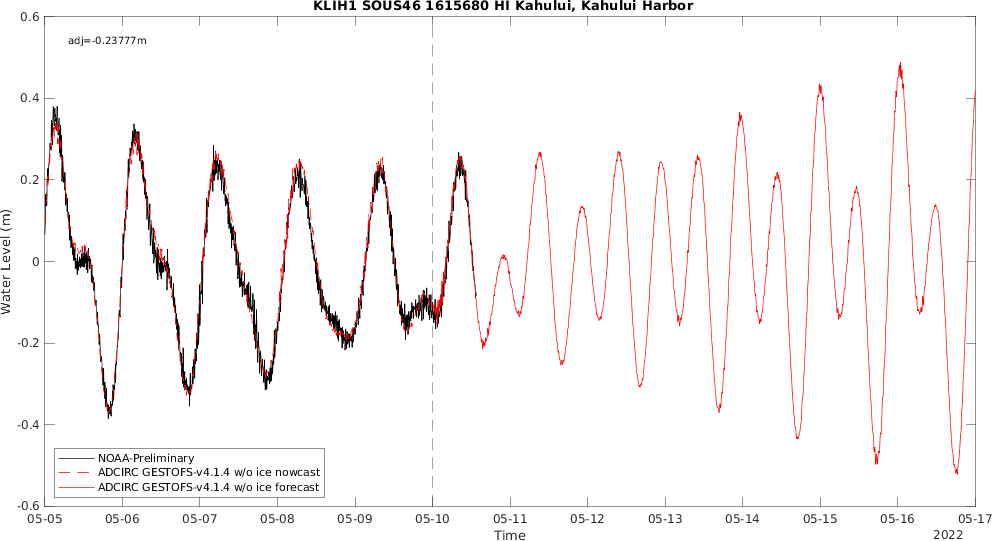 KLIH1 SOUS46 1615680 HI Kahului, Kahului Harbor
adj=-0.23777m
0.6
0.4
0.2
0
-0.2
-0.4
-0.6
Water Level (m)
NOAA-Preliminary
ADCIRC GESTOFS-v4.1.4 w/o ice nowcast
ADCIRC GESTOFS-v4.1.4 w/o ice forecast
05-05 05-06 05-07 05-08 05-09 05-10 05-11 05-12 05-13 05-14 05-15 05-16 05-17
Time
2022